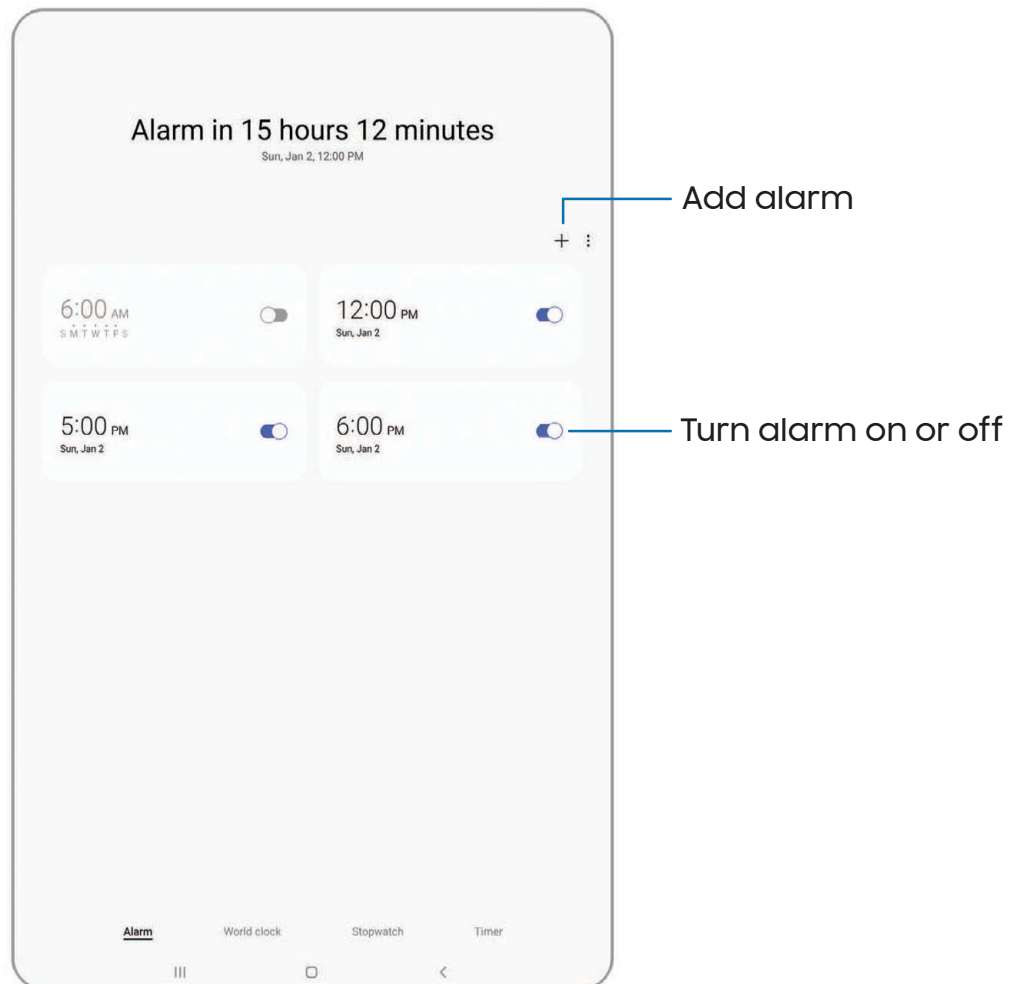 Alarm in 15 hours 12 minutes
Sun, Jan 2, 12:00 PM
Add alarm
6:00 AM
S M T W T F S
12:00 PM
Sun, Jan 2
5:00 PM
Sun, Jan 2
6:00 PM
Sun, Jan 2
Turn alarm on or off
Alarm World clock Stopwatch Timer